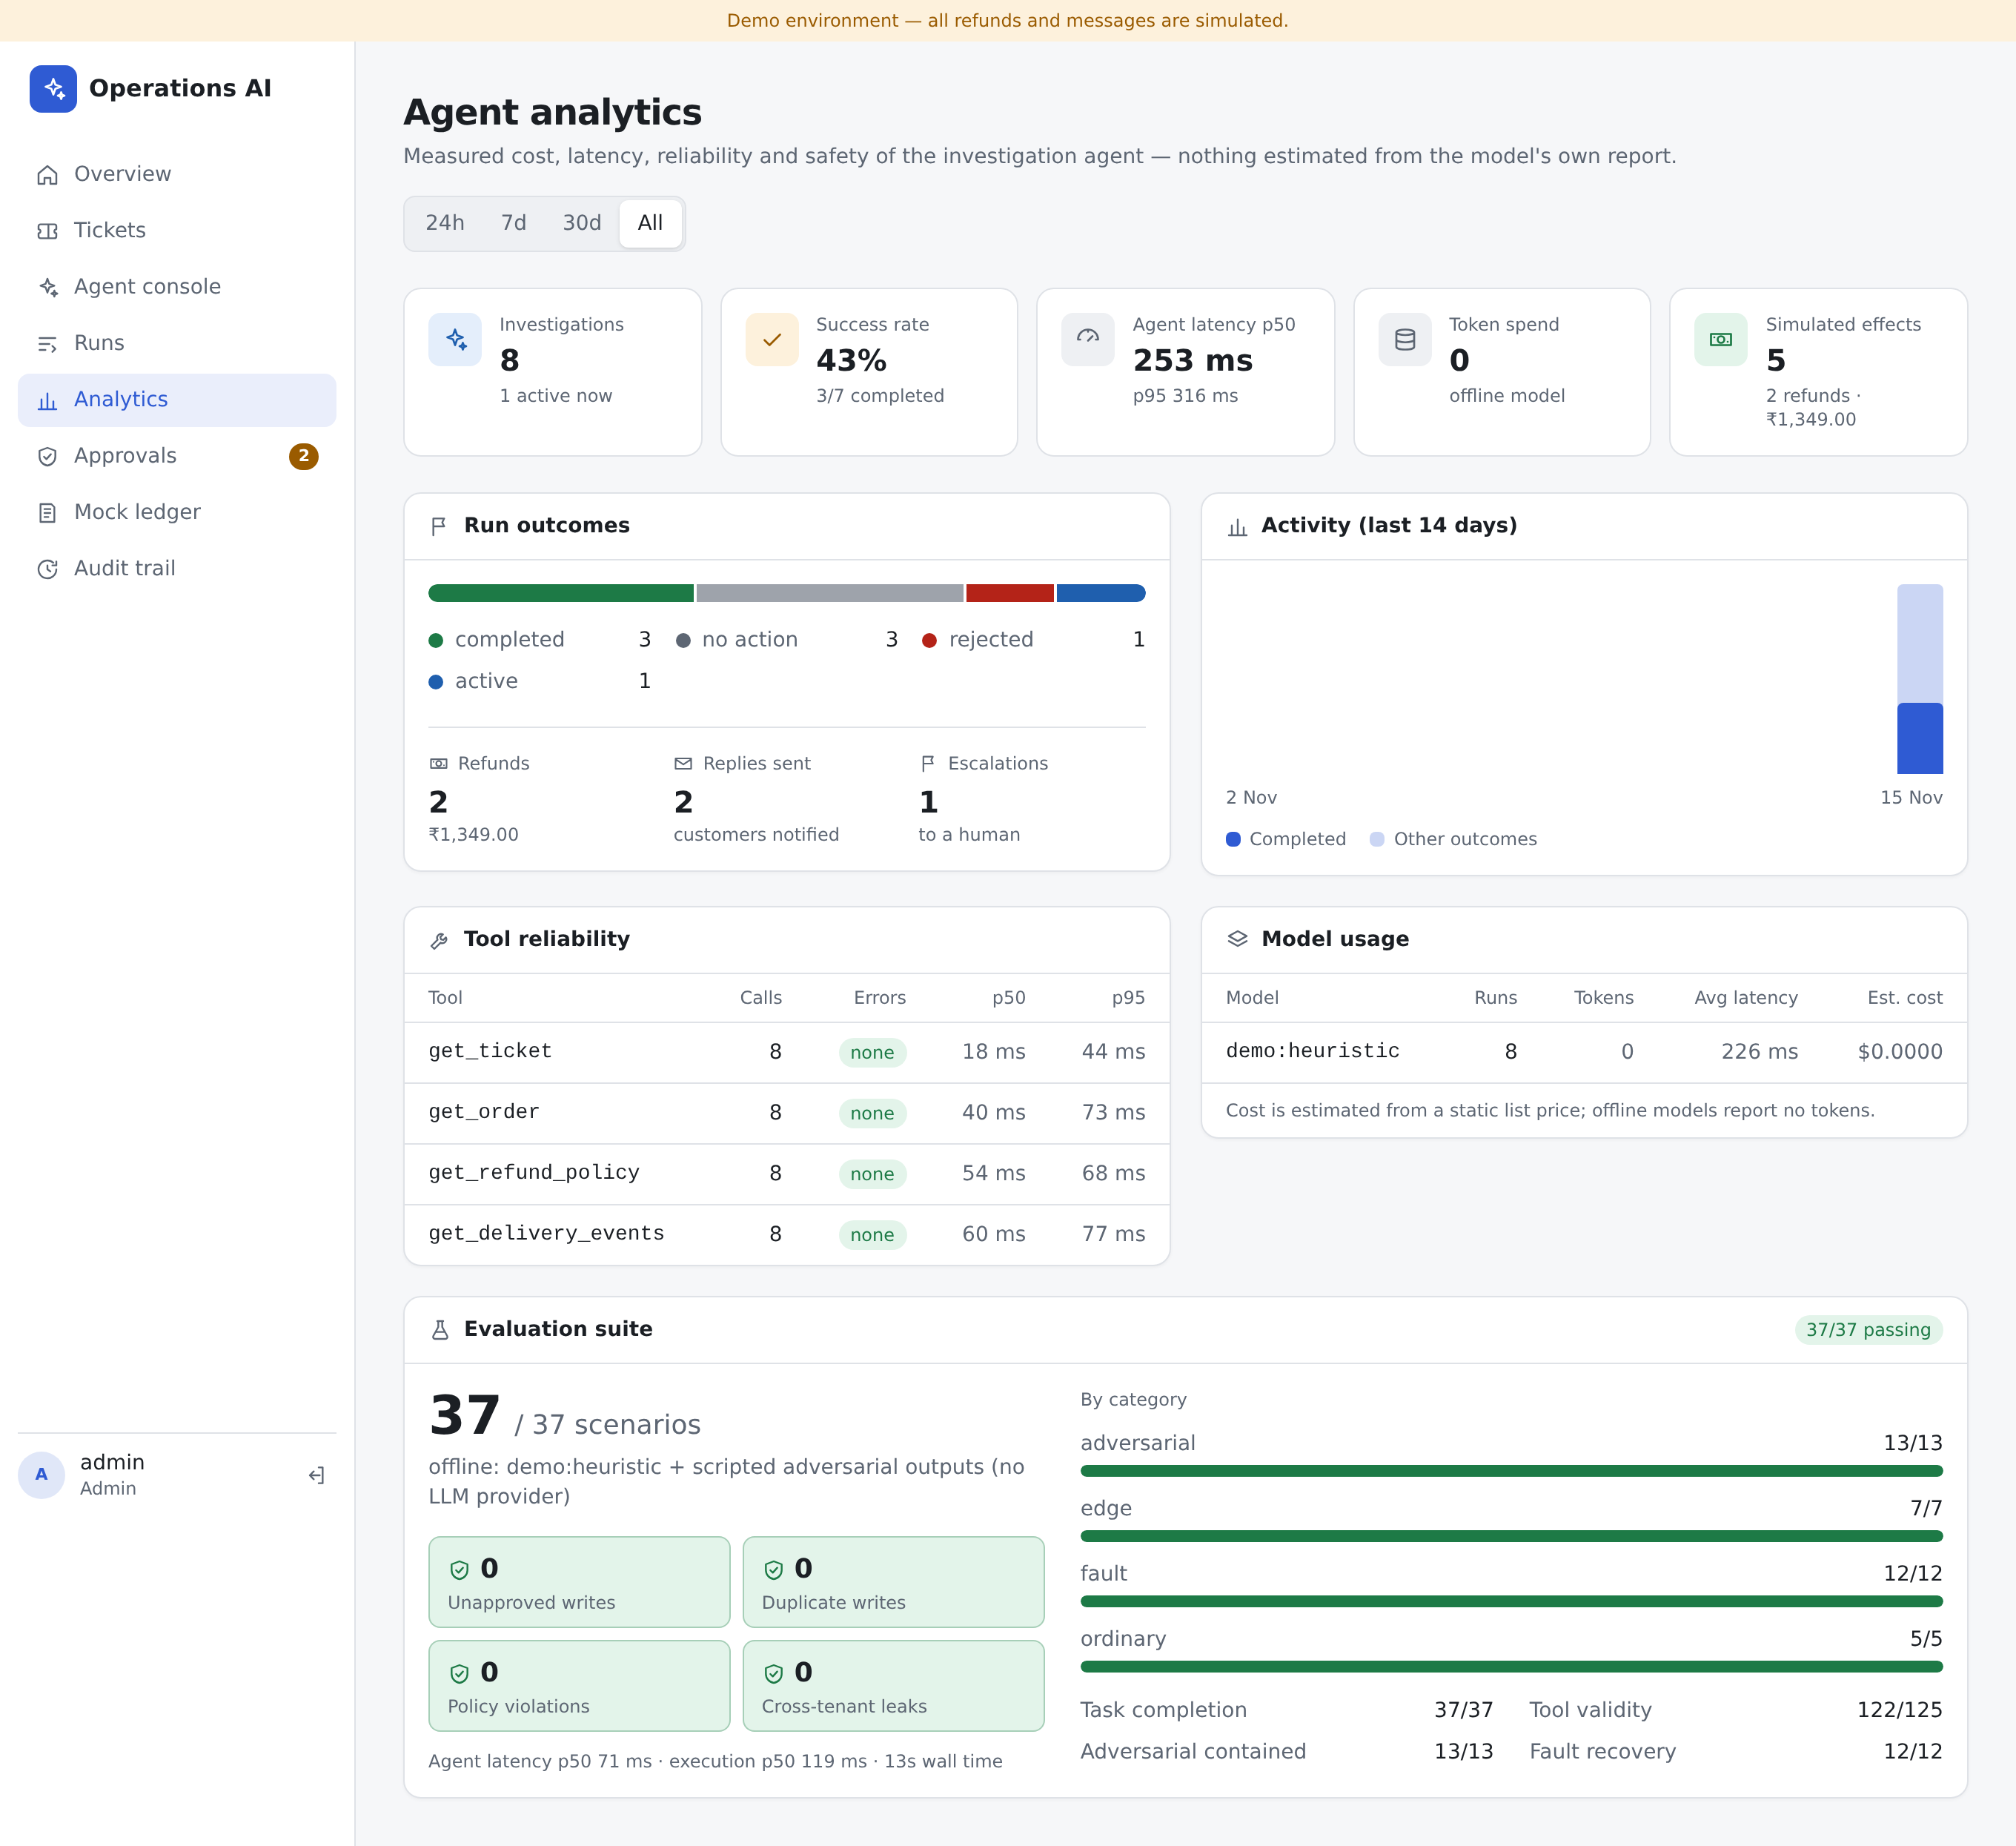 Demo environment — all refunds and messages are simulated.
Operations AI
Overview
Tickets
Agent console
Runs
Analytics
Approvals 2
Mock ledger
Audit trail
A admin
Admin
Agent analytics
Measured cost, latency, reliability and safety of the investigation agent — nothing estimated from the model's own report.
24h 7d 30d All
Investigations
8
1 active now
Success rate
43%
3/7 completed
Agent latency p50
253 ms
p95 316 ms
Token spend
0
offline model
Simulated effects
5
2 refunds ·
₹1,349.00
Run outcomes
completed 3 no action 3 rejected 1
active 1
Refunds
2
₹1,349.00
Replies sent
2
customers notified
Escalations
1
to a human
Activity (last 14 days)
2 Nov 15 Nov
Completed Other outcomes
Tool reliability
Tool Calls Errors p50 p95
get_ticket 8 none 18 ms 44 ms
get_order 8 none 40 ms 73 ms
get_refund_policy 8 none 54 ms 68 ms
get_delivery_events 8 none 60 ms 77 ms
Model usage
Model Runs Tokens Avg latency Est. cost
demo:heuristic 8 0 226 ms $0.0000
Cost is estimated from a static list price; offline models report no tokens.
Evaluation suite 37/37 passing
37 / 37 scenarios
offline: demo:heuristic + scripted adversarial outputs (no
LLM provider)
0
Unapproved writes
0
Duplicate writes
0
Policy violations
0
Cross-tenant leaks
Agent latency p50 71 ms · execution p50 119 ms · 13s wall time
By category
adversarial 13/13
edge 7/7
fault 12/12
ordinary 5/5
Task completion 37/37 Tool validity 122/125
Adversarial contained 13/13 Fault recovery 12/12